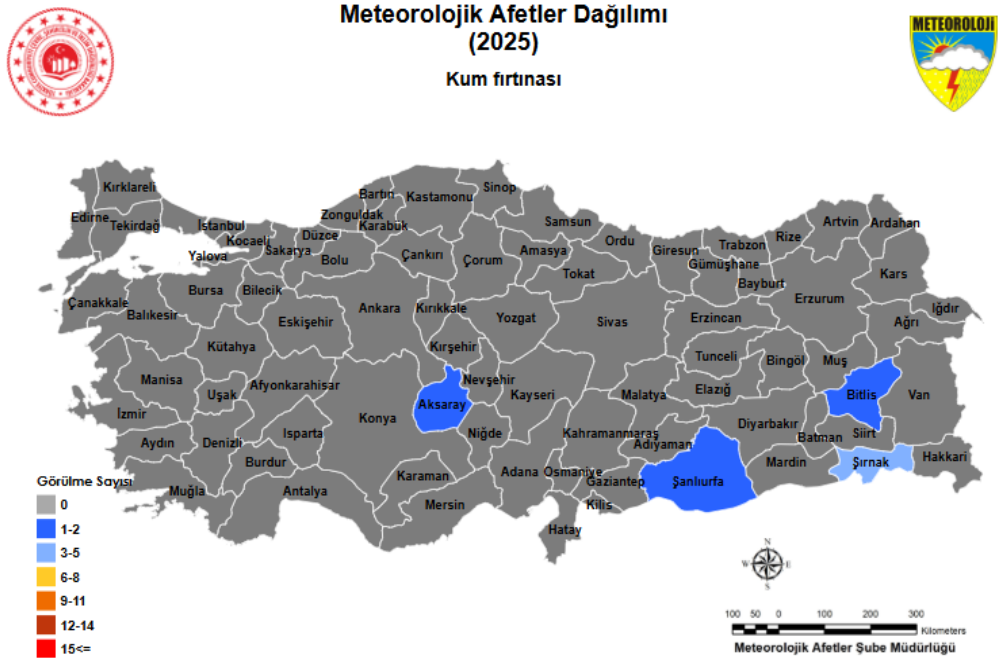 Meteorolojik Afetler Dağılımı
(2025)
Kum fırtınası
METEOROLOJİ
Kırklareli
Edirne
Tekirdağ
İstanbul
Kocaeli
Yalova
Sakarya
Düzce
Zonguldak
Bartın
Karabük
Kastamonu
Sinop
Samsun
Ordu
Giresun
Trabzon
Gümüşhane
Rize
Artvin
Ardahan
Bolu
Çankırı
Çorum
Amasya
Tokat
Bayburt
Erzurum
Kars
Iğdır
Ağrı
Çanakkale
Balıkesir
Bursa
Bilecik
Eskişehir
Ankara
Kırıkkale
Yozgat
Sivas
Erzincan
Kütahya
Kırşehir
Tunceli
Bingöl
Muş
Manisa
Uşak
Afyonkarahisar
Konya
Aksaray
Nevşehir
Kayseri
Malatya
Elazığ
Bitlis
Van
İzmir
Aydın
Denizli
Isparta
Burdur
Niğde
Kahramanmaraş
Adıyaman
Diyarbakır
Batman
Siirt
Muğla
Antalya
Karaman
Mersin
Adana
Osmaniye
Gaziantep
Kilis
Hatay
Şanlıurfa
Mardin
Şırnak
Hakkari
Görülme Sayısı
0
1-2
3-5
6-8
9-11
12-14
15<=
N
W E
S
100 50 0 100 200 300
Kilometers
Meteorolojik Afetler Şube Müdürlüğü